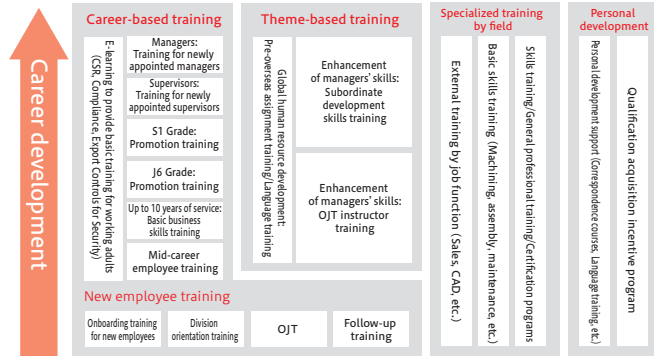 Career development
Career-based training
E-learning to provide basic training for working adults
(CSR, Compliance, Export Controls for Security)
Managers:
Training for newly
appointed managers
Supervisors:
Training for newly
appointed supervisors
S1 Grade:
Promotion training
J6 Grade:
Promotion training
Up to 10 years of service:
Basic business
skills training
Mid-career
employee training
Theme-based training
Global human resource development:
Pre-overseas assignment training/Language training
Enhancement
of managers' skills:
Subordinate
development
skills training
Enhancement
of managers' skills:
OJT instructor
training
New employee training
Onboarding training
for new employees
Division
orientation training
OJT
Follow-up
training
Specialized training
by field
External training by job function (Sales, CAD, etc.)
Basic skills training (Machining, assembly, maintenance, etc.)
Skills training/General professional training/Certification programs
Personal
development
Personal development support (Correspondence courses, Language training, etc.)
Qualification acquisition incentive program